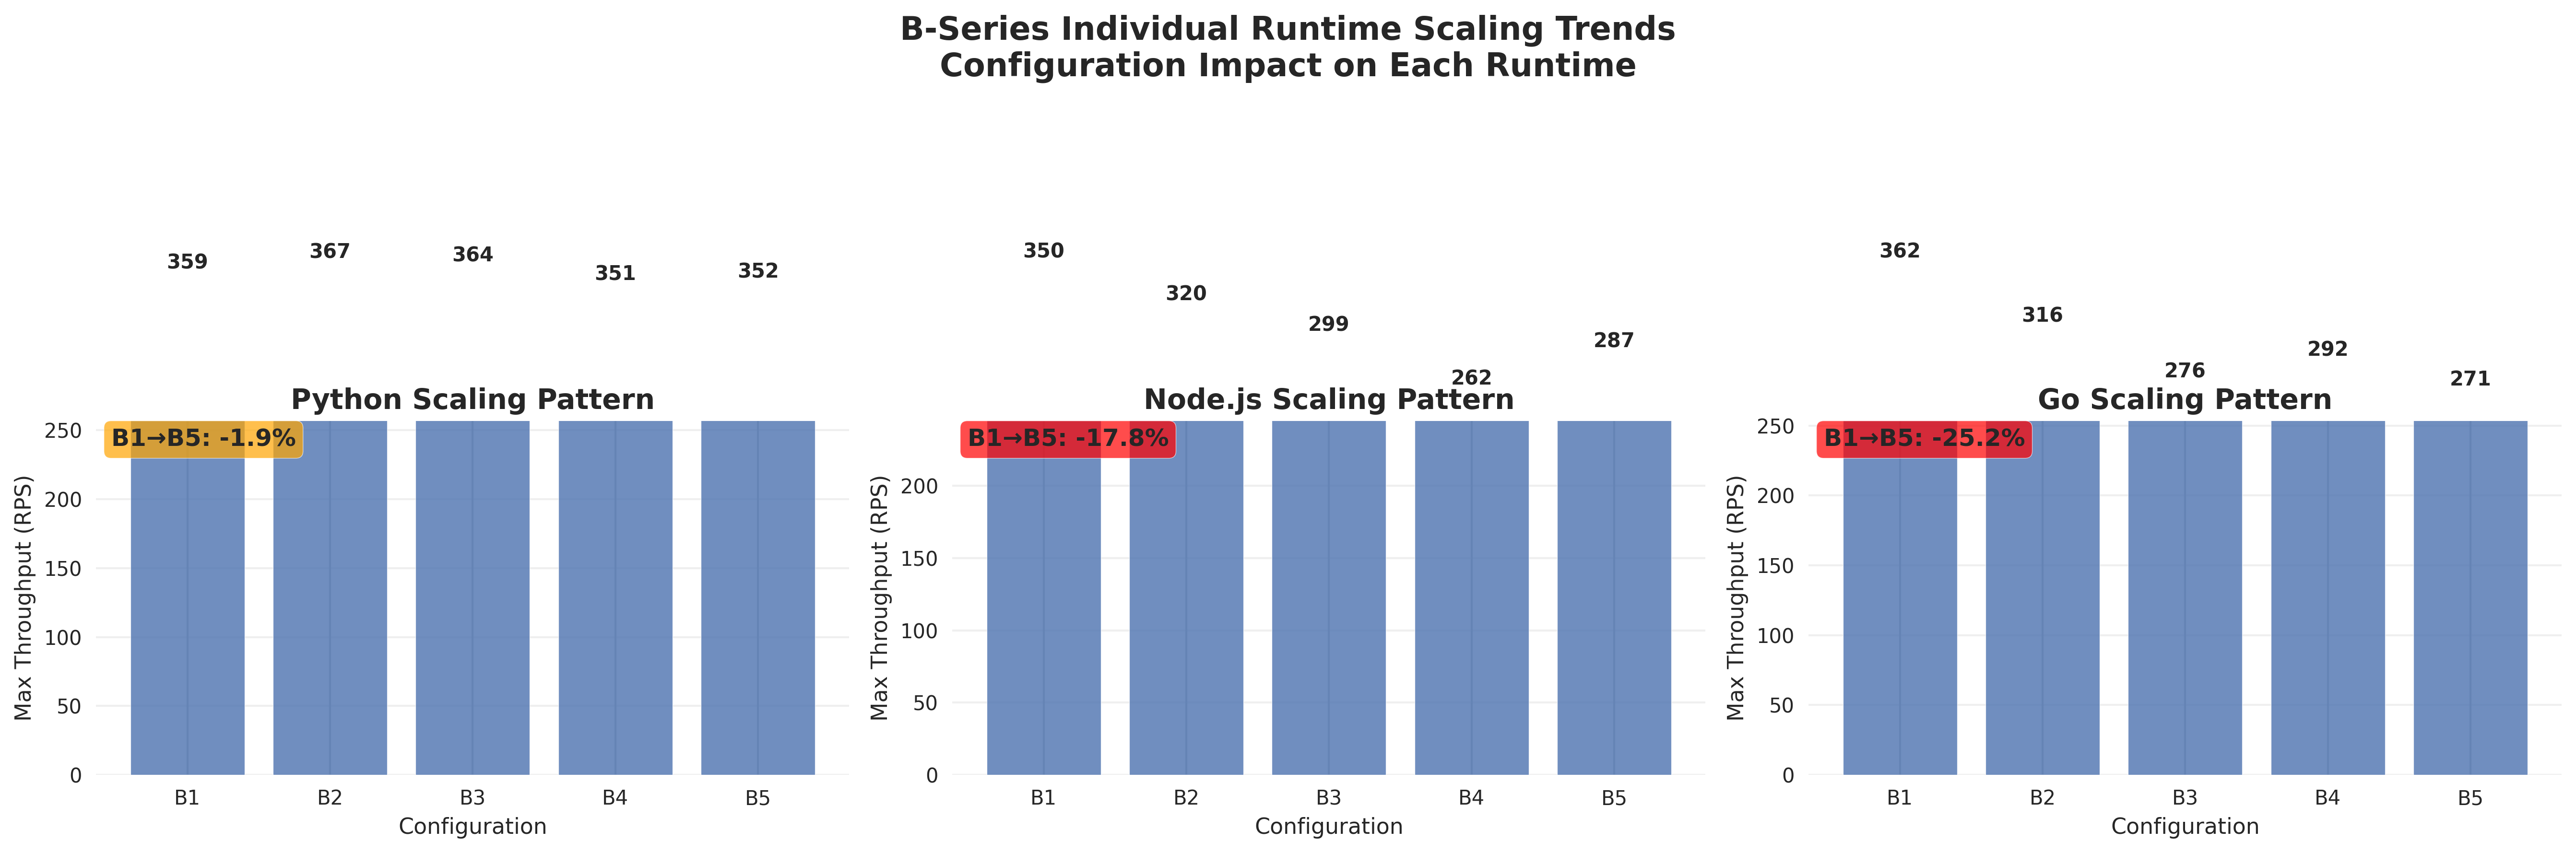 B-Series Individual Runtime Scaling Trends
Configuration Impact on Each Runtime
359
367
364
351
352
Python Scaling Pattern
B1→B5: -1.9%
Max Throughput (RPS)
250
200
150
100
50
0
B1
B2
B3
B4
B5
Configuration
350
320
299
262
287
Node.js Scaling Pattern
B1→B5: -17.8%
Max Throughput (RPS)
200
150
100
50
0
B1
B2
B3
B4
B5
Configuration
362
316
276
292
271
Go Scaling Pattern
B1→B5: -25.2%
Max Throughput (RPS)
250
200
150
100
50
0
B1
B2
B3
B4
B5
Configuration